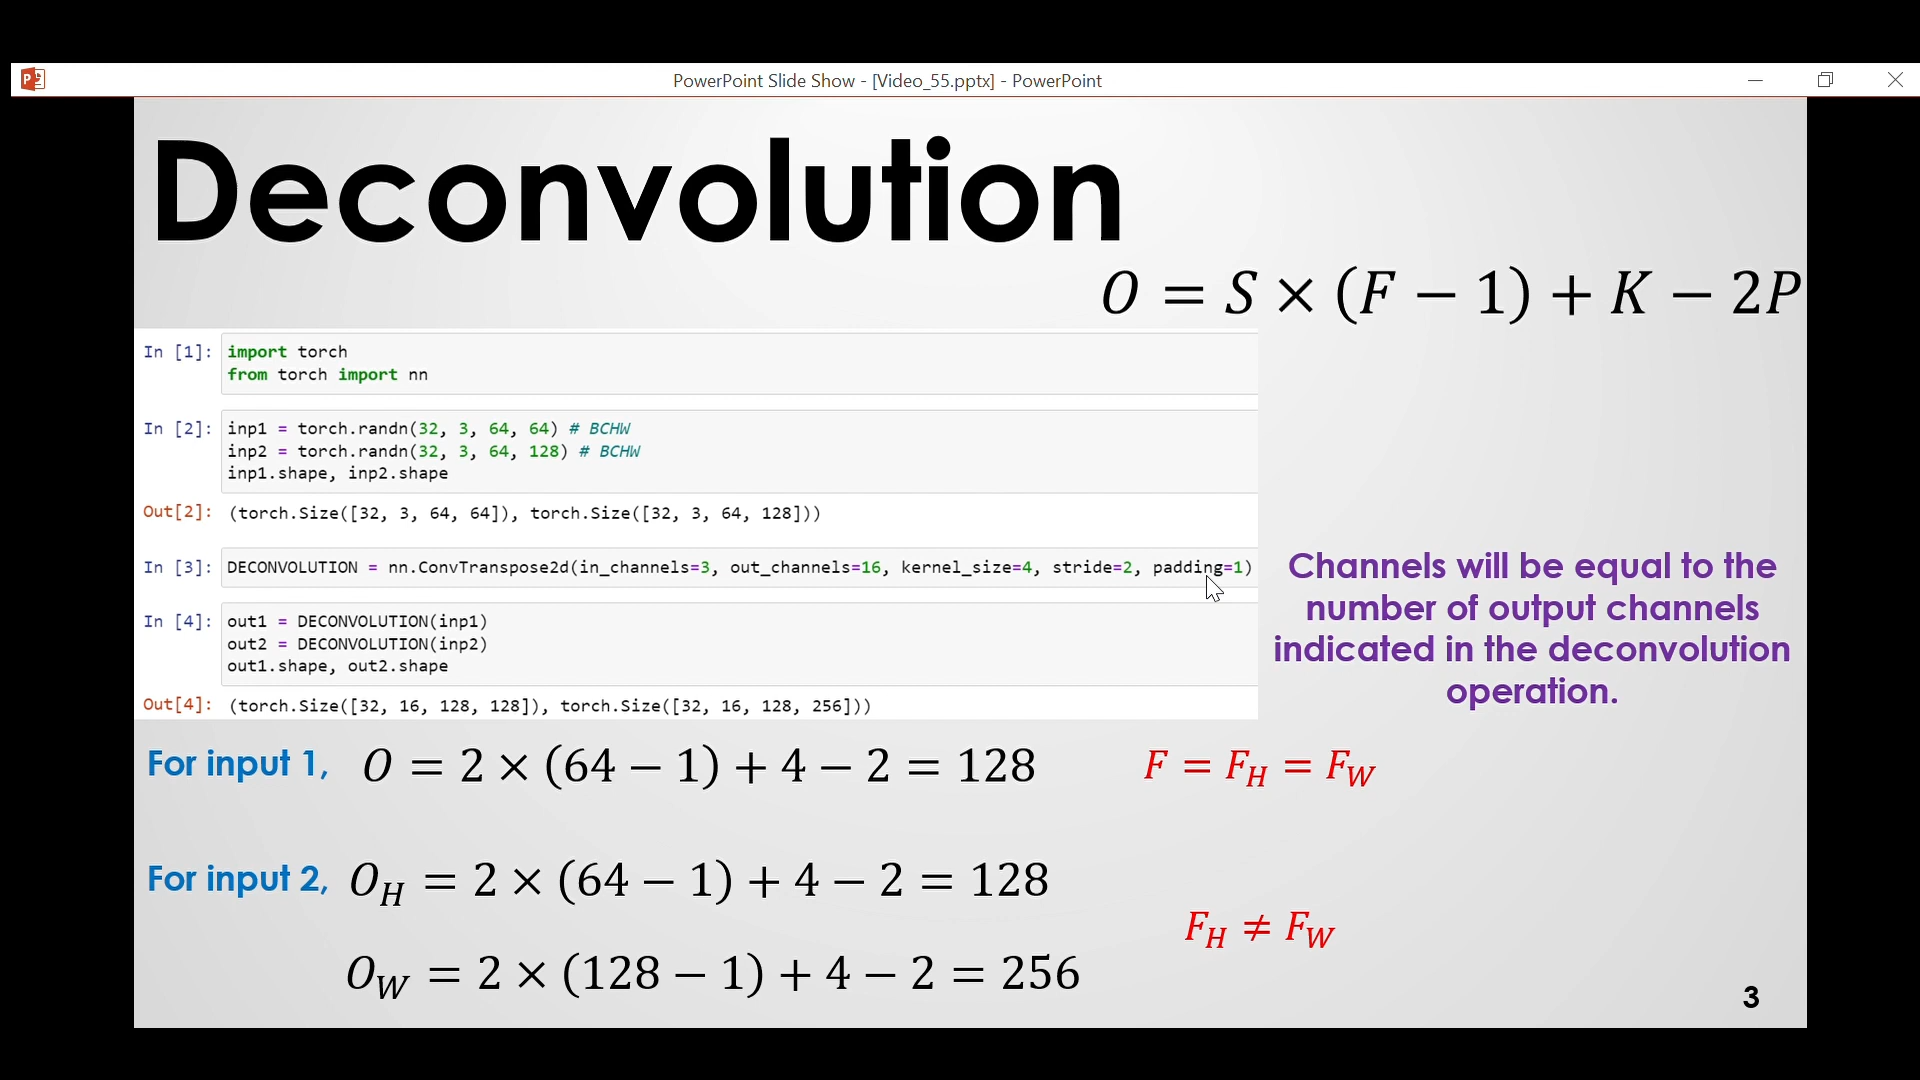 PowerPoint Slide Show - [Video_55.pptx] - PowerPoint
Deconvolution
O = S × (F − 1) + K − 2P
In [1]: import torch
from torch import nn
In [2]: inp1 = torch.randn(32, 3, 64, 64) # BCHW
inp2 = torch.randn(32, 3, 64, 128) # BCHW
inp1.shape, inp2.shape
Out[2]: (torch.Size([32, 3, 64, 64]), torch.Size([32, 3, 64, 128]))
In [3]: DECONVOLUTION = nn.ConvTranspose2d(in_channels=3, out_channels=16, kernel_size=4, stride=2, padding=1)
In [4]: out1 = DECONVOLUTION(inp1)
out2 = DECONVOLUTION(inp2)
out1.shape, out2.shape
Out[4]: (torch.Size([32, 16, 128, 128]), torch.Size([32, 16, 128, 256]))
Channels will be equal to the
number of output channels
indicated in the deconvolution
operation.
For input 1, O = 2 × (64 − 1) + 4 − 2 = 128
F = F_H = F_W
For input 2, O_H = 2 × (64 − 1) + 4 − 2 = 128
F_H ≠ F_W
O_W = 2 × (128 − 1) + 4 − 2 = 256
3